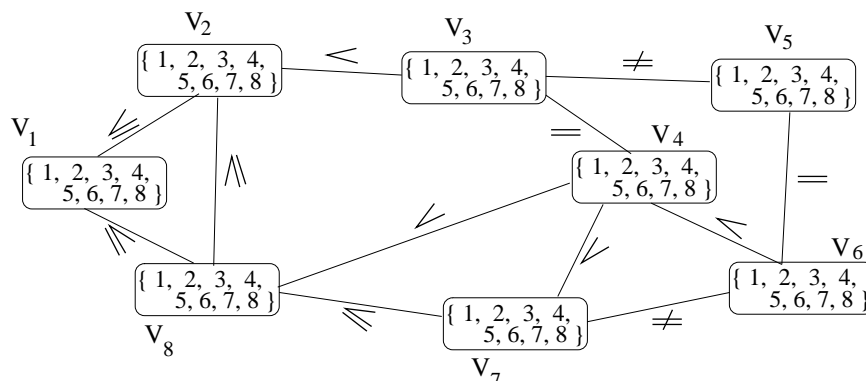 V2
V3
V5
{ 1, 2, 3, 4,
5, 6, 7, 8 }
<
{ 1, 2, 3, 4,
5, 6, 7, 8 }
≠
{ 1, 2, 3, 4,
5, 6, 7, 8 }
V1
≤
=
V4
{ 1, 2, 3, 4,
5, 6, 7, 8 }
≤
{ 1, 2, 3, 4,
5, 6, 7, 8 }
=
<
<
<
≤
V6
{ 1, 2, 3, 4,
5, 6, 7, 8 }
{ 1, 2, 3, 4,
5, 6, 7, 8 }
V8
≤
{ 1, 2, 3, 4,
5, 6, 7, 8 }
≠
V7